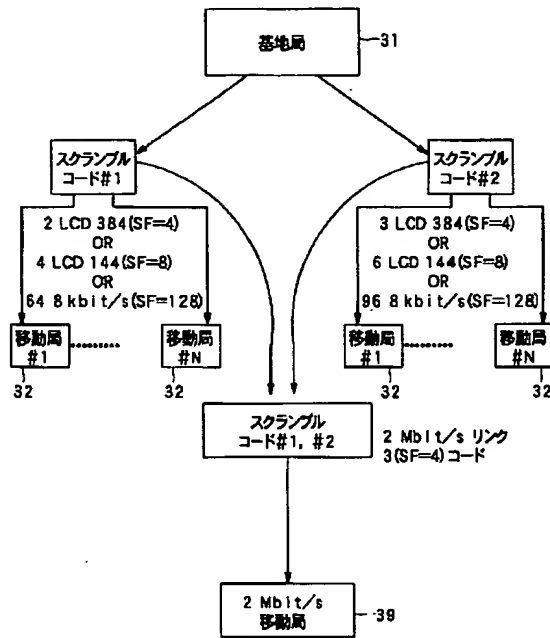 基地局
31
スクランブル
コード#1
スクランブル
コード#2
2 LCD 384(SF=4)
OR
4 LCD 144(SF=8)
OR
64 8 kbit/s(SF=128)
3 LCD 384(SF=4)
OR
6 LCD 144(SF=8)
OR
96 8 kbit/s(SF=128)
移動局
#1
移動局
#N
移動局
#1
移動局
#N
32
32
32
32
スクランブル
コード#1, #2
2 Mbit/s リンク
3(SF=4)コード
2 Mbit/s
移動局
39